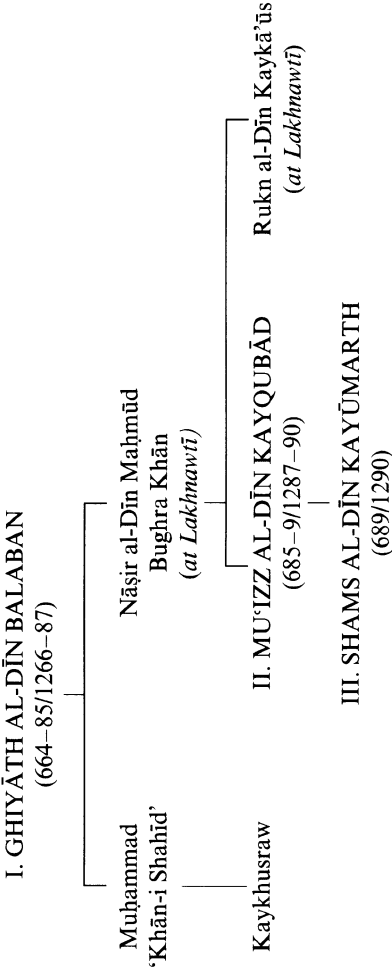 I. GHIYĀTH AL-DĪN BALABAN
(664–85/1266–87)
Muḥammad
‘Khān-i Shahīd’
Nāṣir al-Dīn Maḥmūd
Bughra Khān
(at Lakhnawtī)
Kaykhusraw
II. MU‘IZZ AL-DĪN KAYQUBĀD
(685–9/1287–90)
Rukn al-Dīn Kaykā’ūs
(at Lakhnawtī)
III. SHAMS AL-DĪN KAYŪMARTH
(689/1290)